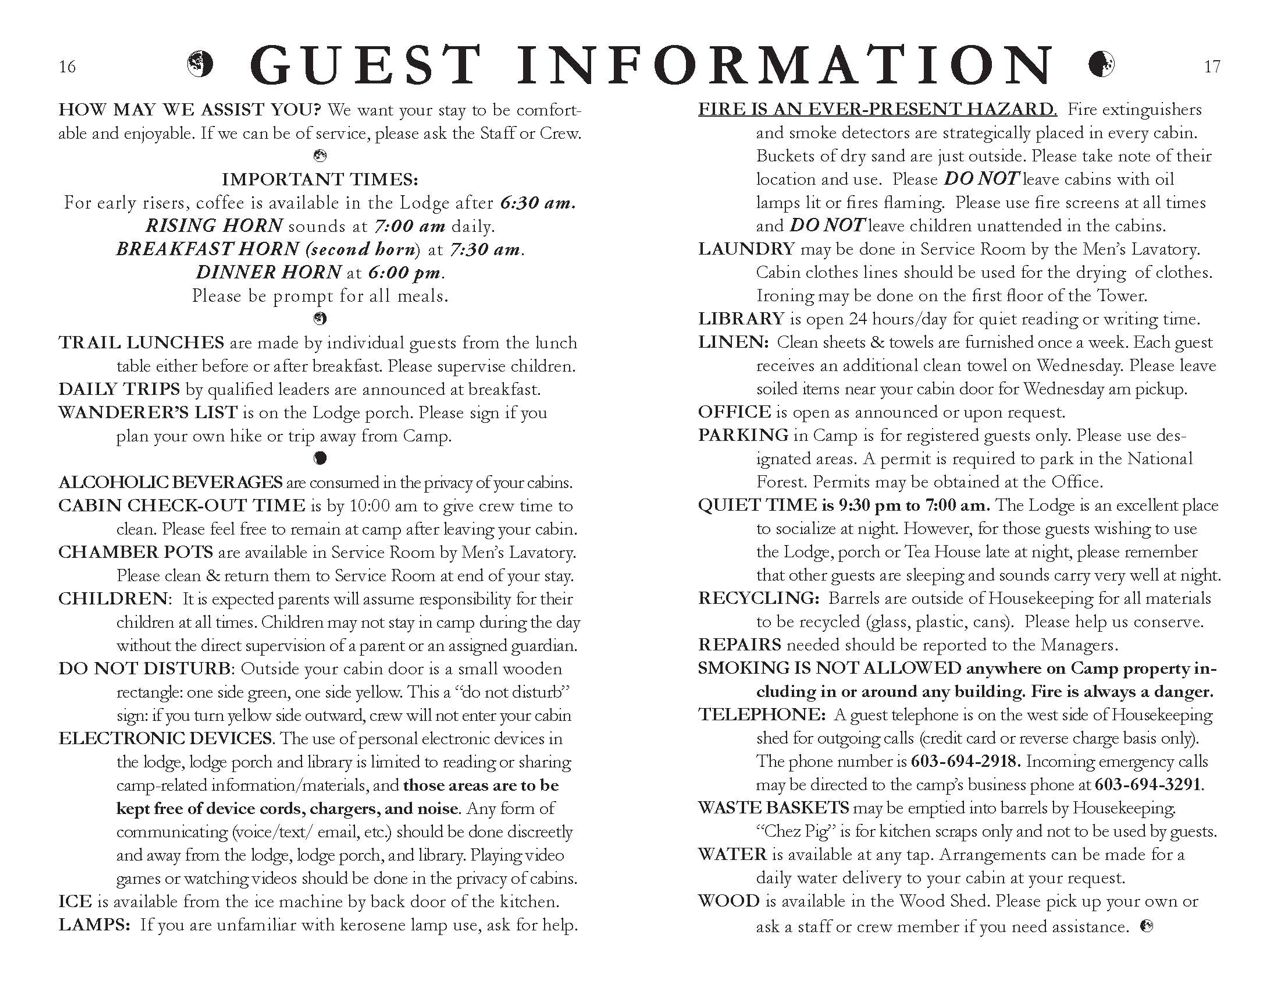 16
GUEST INFORMATION
17
HOW MAY WE ASSIST YOU? We want your stay to be comfort-
able and enjoyable. If we can be of service, please ask the Staff or Crew.
IMPORTANT TIMES:
For early risers, coffee is available in the Lodge after 6:30 am.
RISING HORN sounds at 7:00 am daily.
BREAKFAST HORN (second horn) at 7:30 am.
DINNER HORN at 6:00 pm.
Please be prompt for all meals.
TRAIL LUNCHES are made by individual guests from the lunch
table either before or after breakfast. Please supervise children.
DAILY TRIPS by qualified leaders are announced at breakfast.
WANDERER'S LIST is on the Lodge porch. Please sign if you
plan your own hike or trip away from Camp.
ALCOHOLIC BEVERAGES are consumed in the privacy of your cabins.
CABIN CHECK-OUT TIME is by 10:00 am to give crew time to
clean. Please feel free to remain at camp after leaving your cabin.
CHAMBER POTS are available in Service Room by Men's Lavatory.
Please clean & return them to Service Room at end of your stay.
CHILDREN: It is expected parents will assume responsibility for their
children at all times. Children may not stay in camp during the day
without the direct supervision of a parent or an assigned guardian.
DO NOT DISTURB: Outside your cabin door is a small wooden
rectangle: one side green, one side yellow. This a "do not disturb"
sign: if you turn yellow side outward, crew will not enter your cabin
ELECTRONIC DEVICES. The use of personal electronic devices in
the lodge, lodge porch and library is limited to reading or sharing
camp-related information/materials, and those areas are to be
kept free of device cords, chargers, and noise. Any form of
communicating (voice/text/ email, etc.) should be done discreetly
and away from the lodge, lodge porch, and library. Playing video
games or watching videos should be done in the privacy of cabins.
ICE is available from the ice machine by back door of the kitchen.
LAMPS: If you are unfamiliar with kerosene lamp use, ask for help.
FIRE IS AN EVER-PRESENT HAZARD. Fire extinguishers
and smoke detectors are strategically placed in every cabin.
Buckets of dry sand are just outside. Please take note of their
location and use. Please DO NOT leave cabins with oil
lamps lit or fires flaming. Please use fire screens at all times
and DO NOT leave children unattended in the cabins.
LAUNDRY may be done in Service Room by the Men's Lavatory.
Cabin clothes lines should be used for the drying of clothes.
Ironing may be done on the first floor of the Tower.
LIBRARY is open 24 hours/day for quiet reading or writing time.
LINEN: Clean sheets & towels are furnished once a week. Each guest
receives an additional clean towel on Wednesday. Please leave
soiled items near your cabin door for Wednesday am pickup.
OFFICE is open as announced or upon request.
PARKING in Camp is for registered guests only. Please use des-
ignated areas. A permit is required to park in the National
Forest. Permits may be obtained at the Office.
QUIET TIME is 9:30 pm to 7:00 am. The Lodge is an excellent place
to socialize at night. However, for those guests wishing to use
the Lodge, porch or Tea House late at night, please remember
that other guests are sleeping and sounds carry very well at night.
RECYCLING: Barrels are outside of Housekeeping for all materials
to be recycled (glass, plastic, cans). Please help us conserve.
REPAIRS needed should be reported to the Managers.
SMOKING IS NOT ALLOWED anywhere on Camp property in-
cluding in or around any building. Fire is always a danger.
TELEPHONE: A guest telephone is on the west side of Housekeeping
shed for outgoing calls (credit card or reverse charge basis only).
The phone number is 603-694-2918. Incoming emergency calls
may be directed to the camp's business phone at 603-694-3291.
WASTE BASKETS may be emptied into barrels by Housekeeping.
"Chez Pig" is for kitchen scraps only and not to be used by guests.
WATER is available at any tap. Arrangements can be made for a
daily water delivery to your cabin at your request.
WOOD is available in the Wood Shed. Please pick up your own or
ask a staff or crew member if you need assistance.